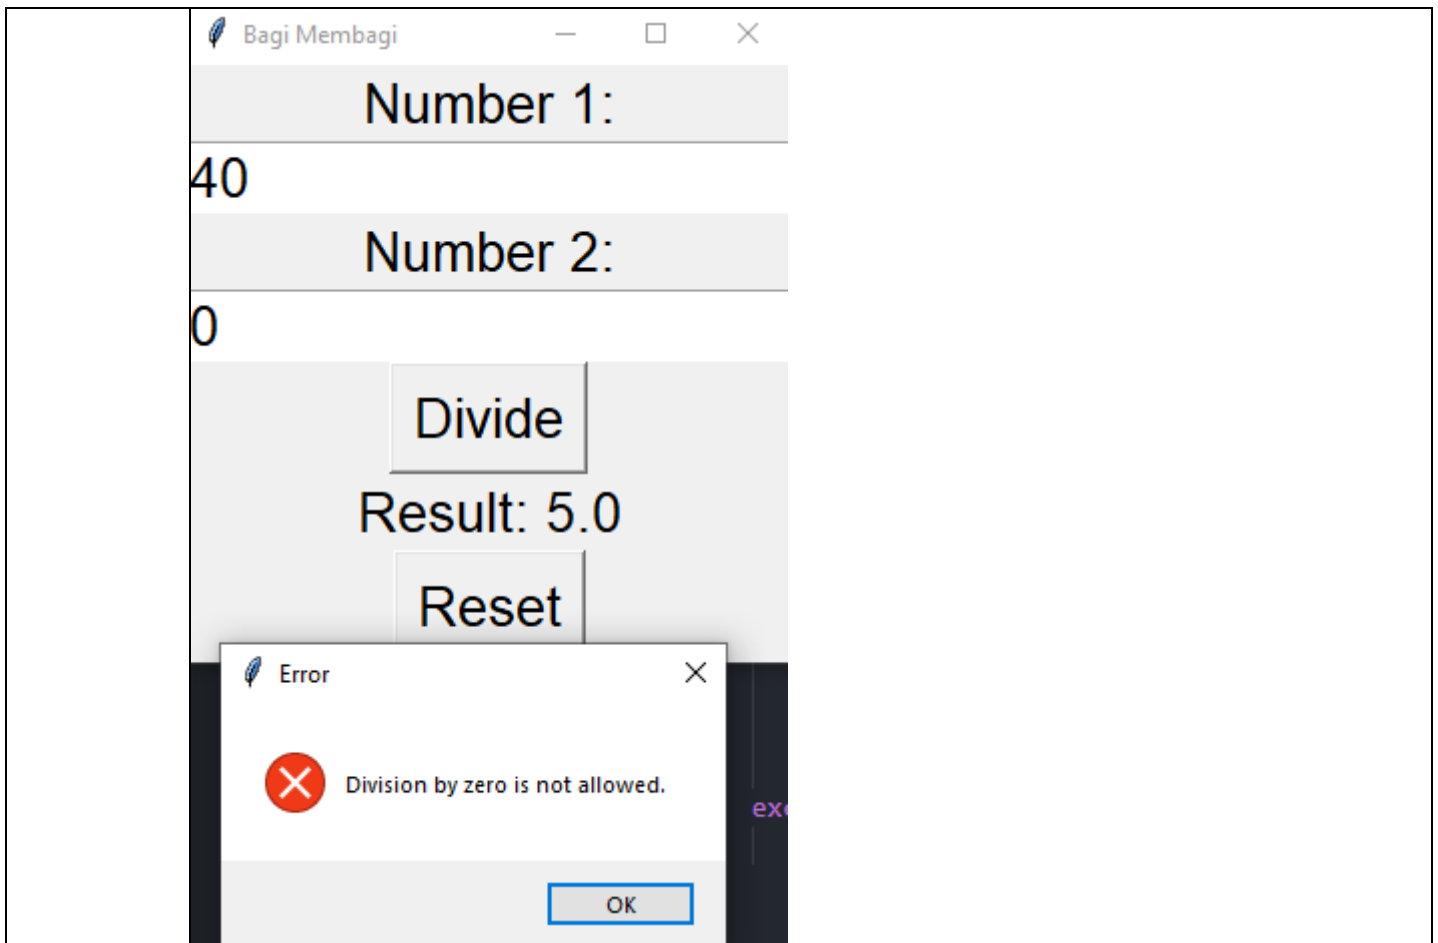 Bagi Membagi
Number 1:
40
Number 2:
0
Divide
Result: 5.0
Reset
Error
Division by zero is not allowed.
OK